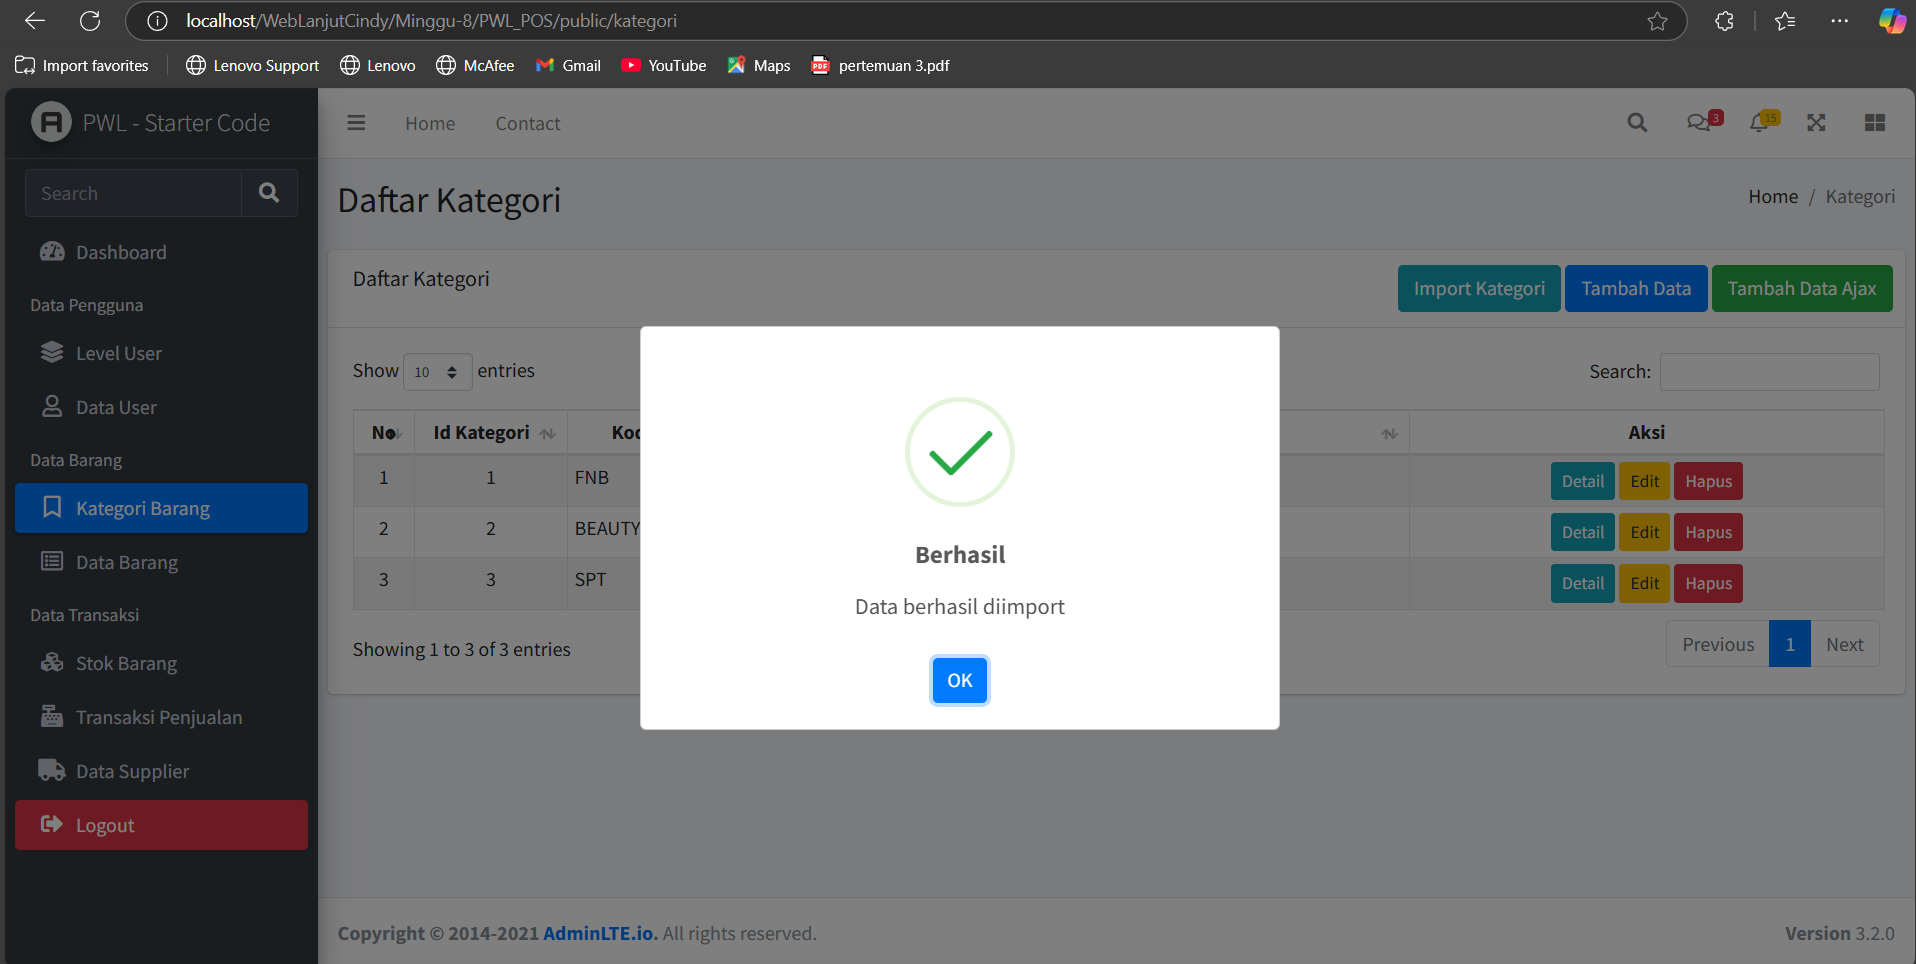 localhost/WebLanjutCindy/Minggu-8/PWL_POS/public/kategori
Import favorites Lenovo Support Lenovo McAfee Gmail YouTube Maps PDF pertemuan 3.pdf
PWL - Starter Code Home Contact 3 15
Search
Daftar Kategori Home / Kategori
Dashboard
Data Pengguna
Level User
Data User
Data Barang
Kategori Barang
Data Barang
Data Transaksi
Stok Barang
Transaksi Penjualan
Data Supplier
Logout
Daftar Kategori Import Kategori Tambah Data Tambah Data Ajax
Show 10 entries Search:
No Id Kategori Aksi
1 1 FNB Detail Edit Hapus
2 2 BEAUTY Detail Edit Hapus
3 3 SPT Detail Edit Hapus
Showing 1 to 3 of 3 entries Previous 1 Next
Berhasil
Data berhasil diimport
OK
Copyright © 2014-2021 AdminLTE.io. All rights reserved. Version 3.2.0